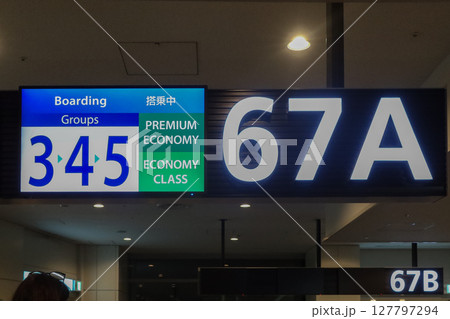 Boarding 搭乗中
Groups
3 4 5
PREMIUM
ECONOMY
ECONOMY
CLASS
67A
67B